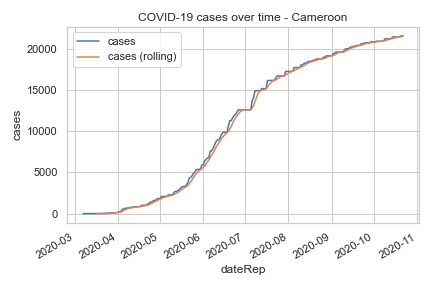 COVID-19 cases over time - Cameroon
cases
cases (rolling)
20000
15000
10000
5000
0
cases
2020-03
2020-04
2020-05
2020-06
2020-07
2020-08
2020-09
2020-10
2020-11
dateRep